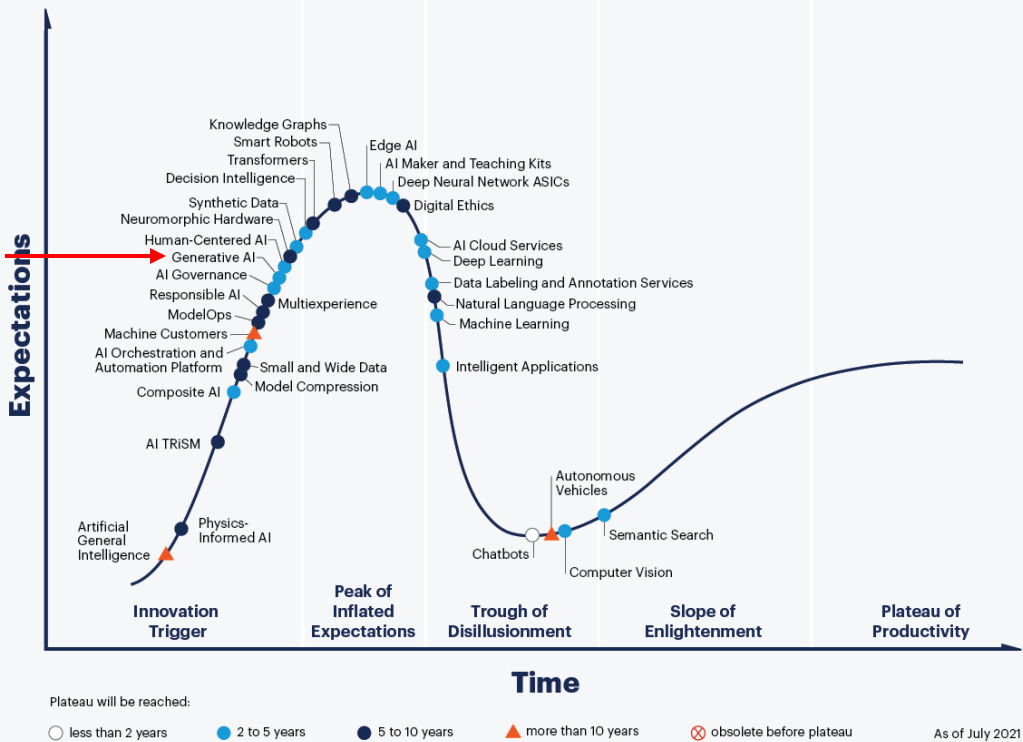 Expectations
Knowledge Graphs
Smart Robots
Transformers
Decision Intelligence
Synthetic Data
Neuromorphic Hardware
Human-Centered AI
Generative AI
AI Governance
Responsible AI
Multiexperience
ModelOps
Machine Customers
AI Orchestration and
Automation Platform
Small and Wide Data
Model Compression
Composite AI
AI TRiSM
Artificial
General
Intelligence
Physics-
Informed AI
Edge AI
AI Maker and Teaching Kits
Deep Neural Network ASICs
Digital Ethics
AI Cloud Services
Deep Learning
Data Labeling and Annotation Services
Natural Language Processing
Machine Learning
Intelligent Applications
Autonomous
Vehicles
Chatbots
Semantic Search
Computer Vision
Innovation
Trigger
Peak of
Inflated
Expectations
Trough of
Disillusionment
Slope of
Enlightenment
Plateau of
Productivity
Time
Plateau will be reached:
less than 2 years
2 to 5 years
5 to 10 years
more than 10 years
obsolete before plateau
As of July 2021